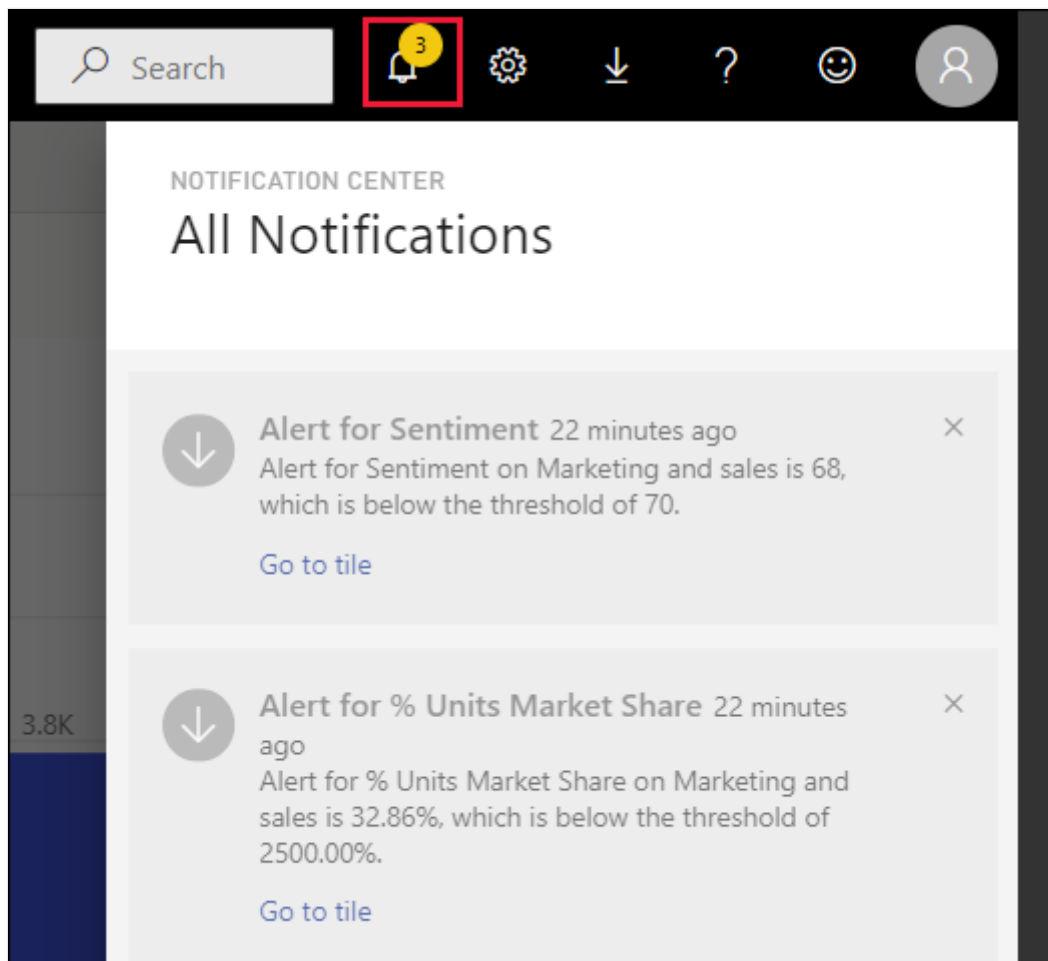 Search
3
?
NOTIFICATION CENTER
All Notifications
Alert for Sentiment 22 minutes ago
Alert for Sentiment on Marketing and sales is 68,
which is below the threshold of 70.
Go to tile
3.8K
Alert for % Units Market Share 22 minutes
ago
Alert for % Units Market Share on Marketing and
sales is 32.86%, which is below the threshold of
2500.00%.
Go to tile